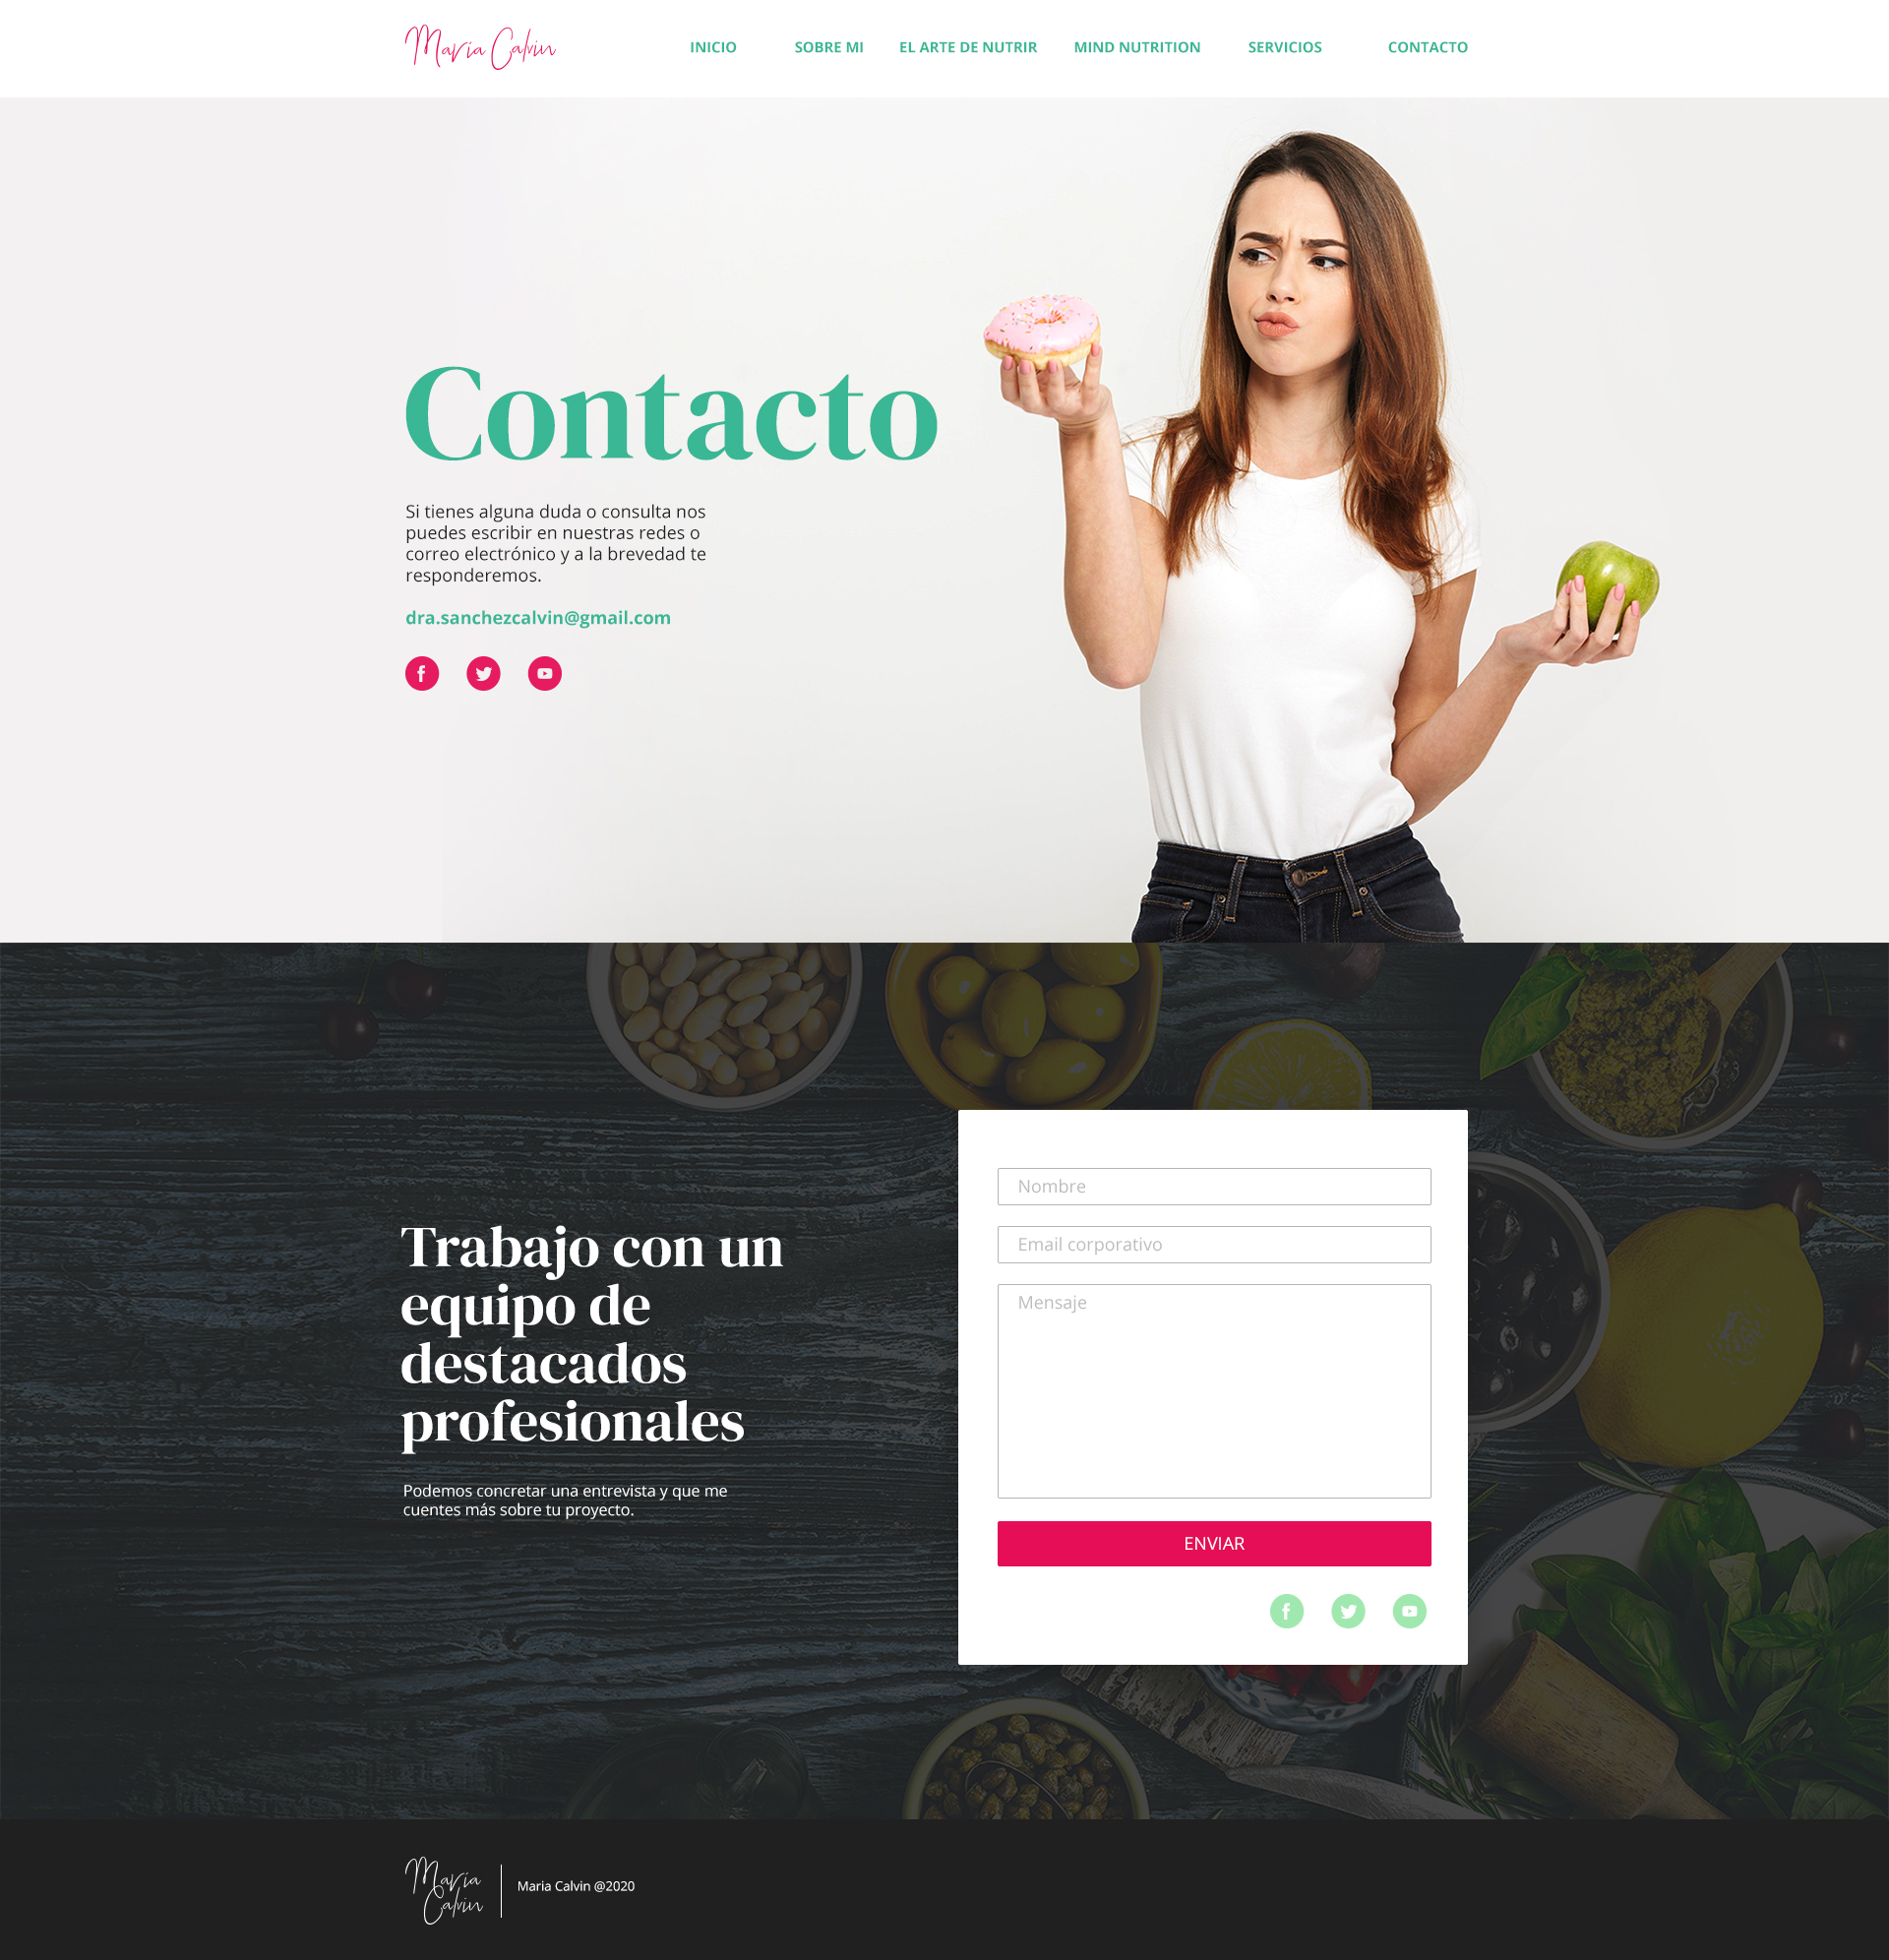 Maria Calvin
INICIO SOBRE MI EL ARTE DE NUTRIR MIND NUTRITION SERVICIOS CONTACTO
Contacto
Si tienes alguna duda o consulta nos
puedes escribir en nuestras redes o
correo electrónico y a la brevedad te
responderemos.
dra.sanchezcalvin@gmail.com
Trabajo con un
equipo de
destacados
profesionales
Podemos concretar una entrevista y que me
cuentes más sobre tu proyecto.
Nombre
Email corporativo
Mensaje
ENVIAR
Maria
Calvin
Maria Calvin @2020